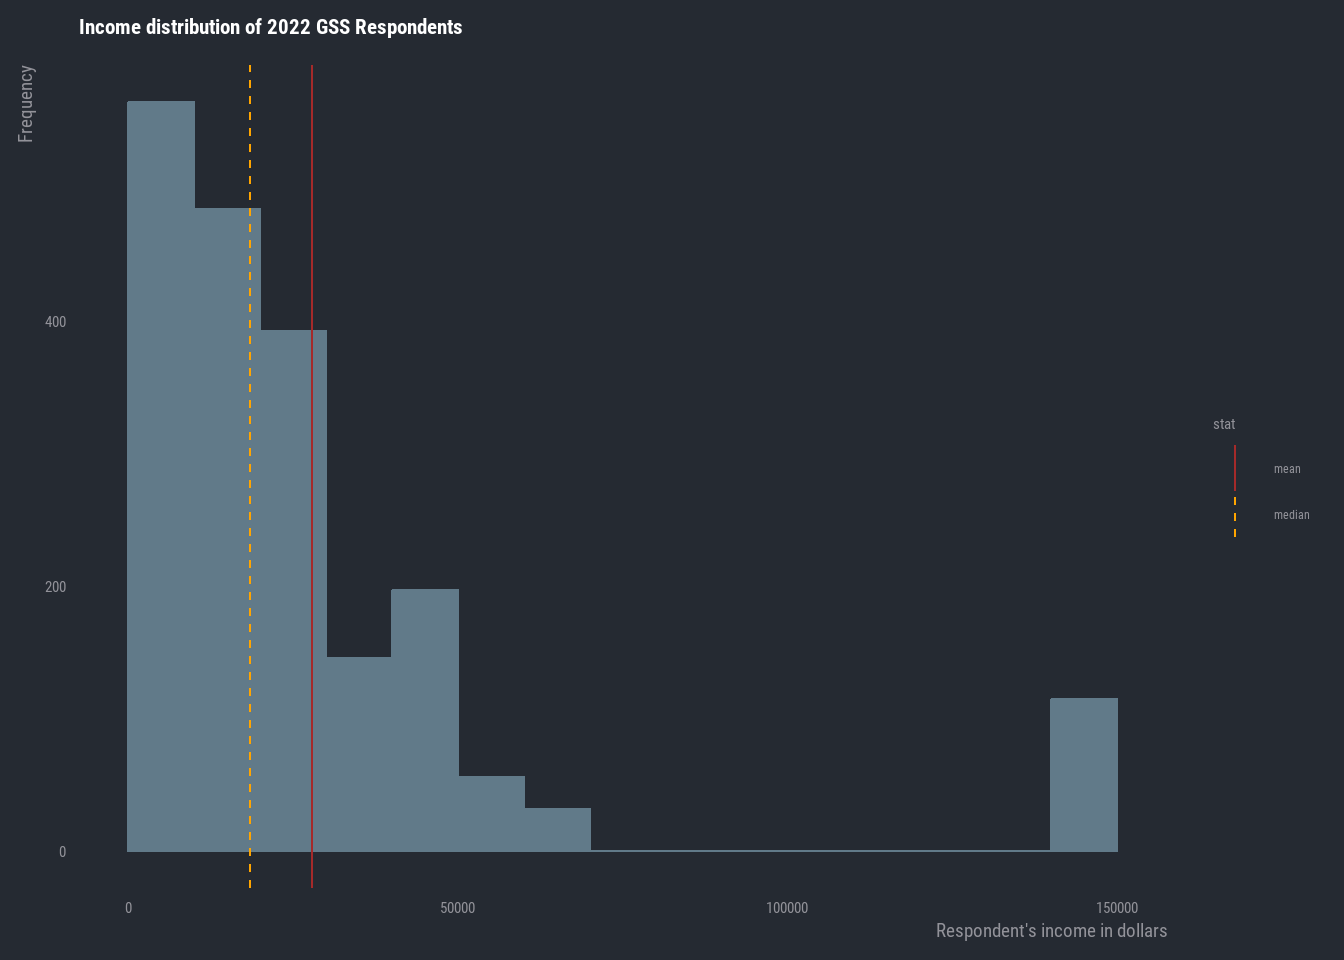 Income distribution of 2022 GSS Respondents
Frequency
400
200
0
0
50000
100000
150000
Respondent's income in dollars
stat
mean
median